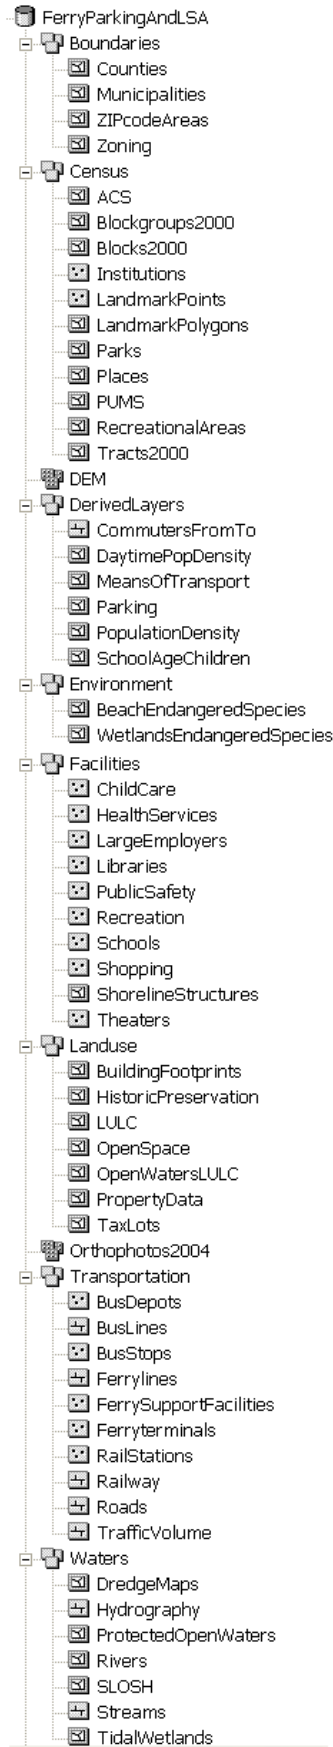 FerryParkingAndLSA
Boundaries
Counties
Municipalities
ZIPcodeAreas
Zoning
Census
ACS
Blockgroups2000
Blocks2000
Institutions
LandmarkPoints
LandmarkPolygons
Parks
Places
PUMS
RecreationalAreas
Tracts2000
DEM
DerivedLayers
CommutersFromTo
DaytimePopDensity
MeansOfTransport
Parking
PopulationDensity
SchoolAgeChildren
Environment
BeachEndangeredSpecies
WetlandsEndangeredSpecies
Facilities
ChildCare
HealthServices
LargeEmployers
Libraries
PublicSafety
Recreation
Schools
Shopping
ShorelineStructures
Theaters
Landuse
BuildingFootprints
HistoricPreservation
LULC
OpenSpace
OpenWatersLULC
PropertyData
TaxLots
Orthophotos2004
Transportation
BusDepots
BusLines
BusStops
Ferrylines
FerrySupportFacilities
Ferryterminals
RailStations
Railway
Roads
TrafficVolume
Waters
DredgeMaps
Hydrography
ProtectedOpenWaters
Rivers
SLOSH
Streams
TidalWetlands